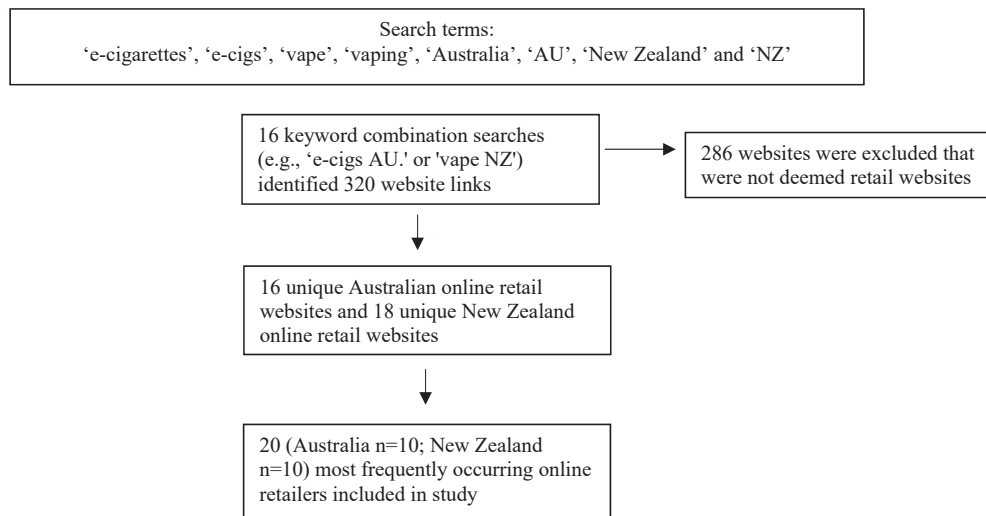 Search terms:
‘e-cigarettes’, ‘e-cigs’, ‘vape’, ‘vaping’, ‘Australia’, ‘AU’, ‘New Zealand’ and ‘NZ’
16 keyword combination searches
(e.g., ‘e-cigs AU.' or 'vape NZ')
identified 320 website links
286 websites were excluded that
were not deemed retail websites
16 unique Australian online retail
websites and 18 unique New Zealand
online retail websites
20 (Australia n=10; New Zealand
n=10) most frequently occurring online
retailers included in study